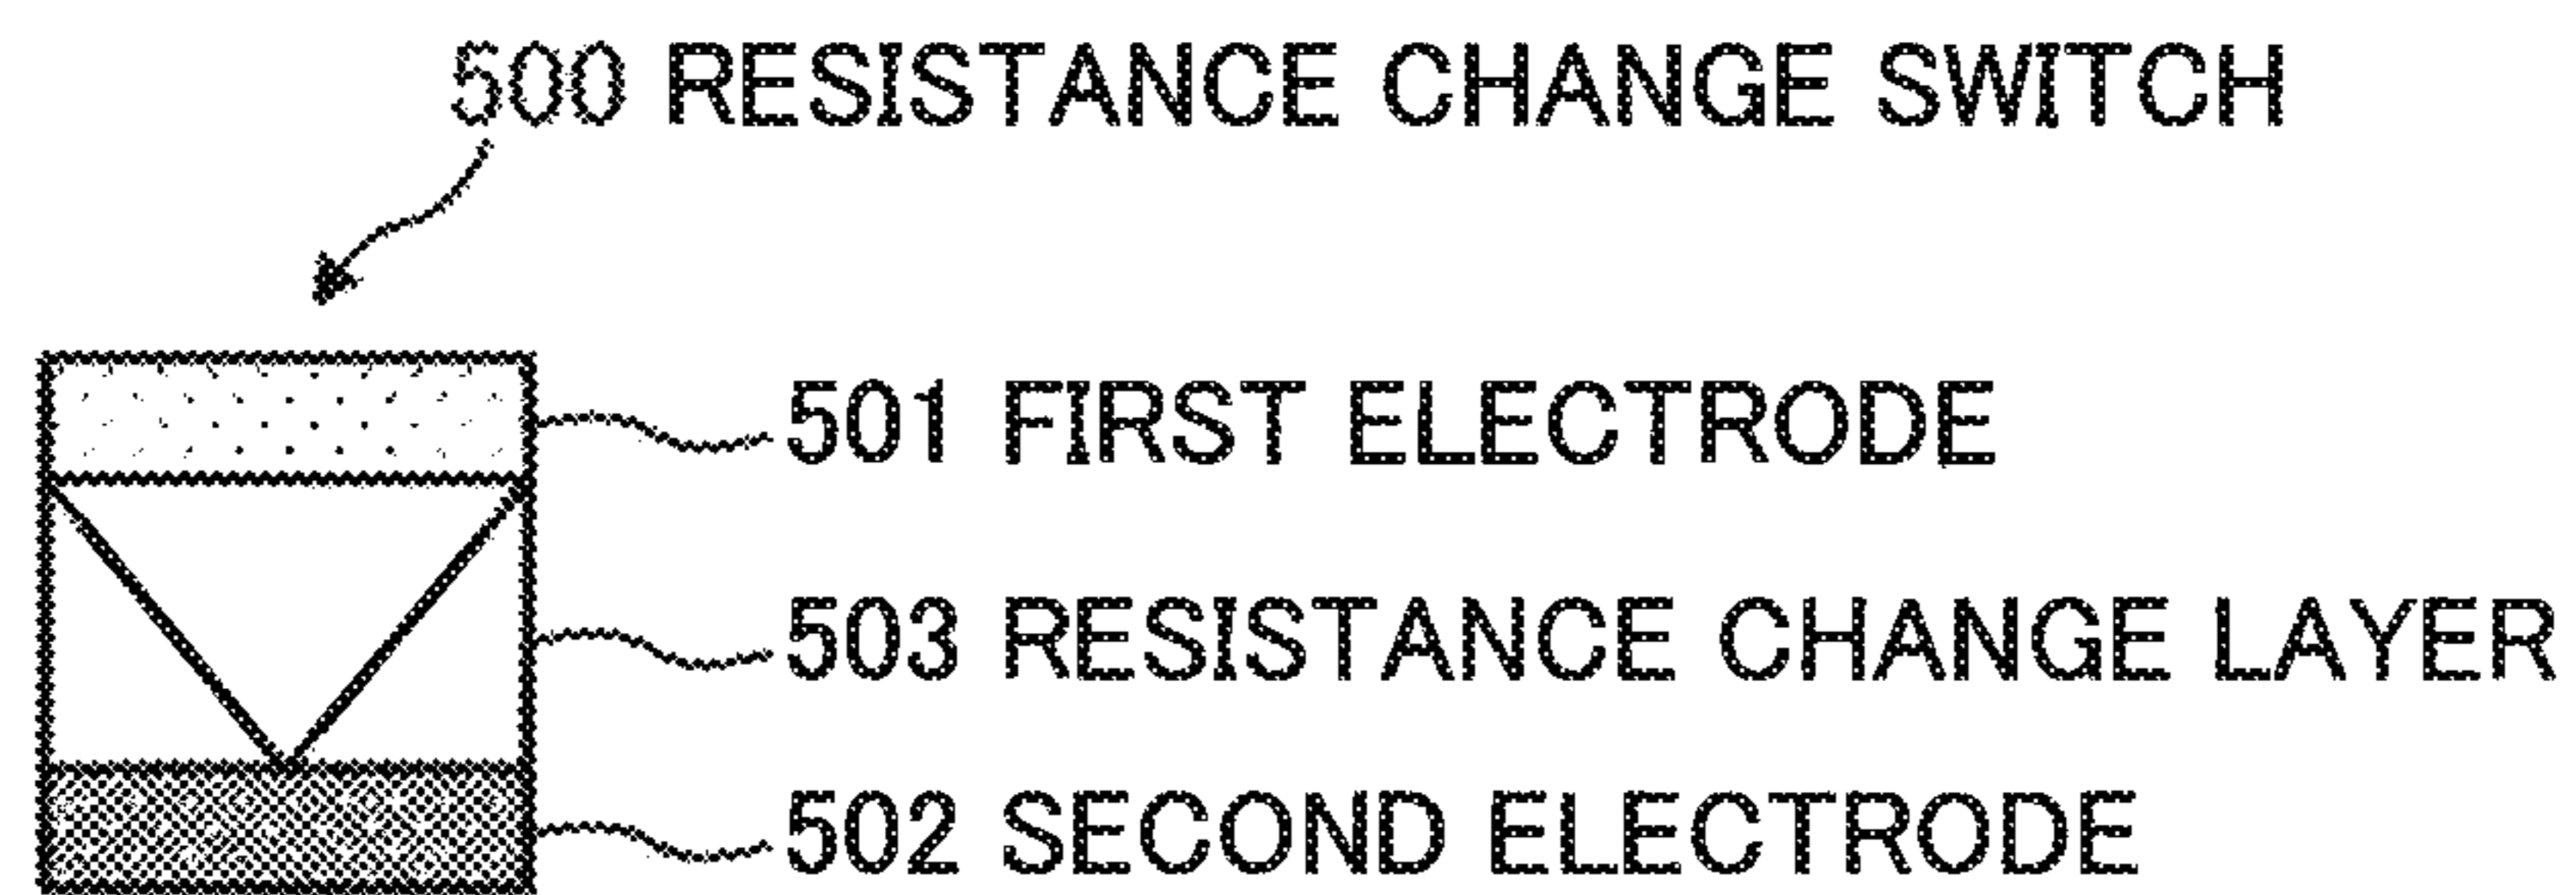 500 RESISTANCE CHANGE SWITCH
501 FIRST ELECTRODE
503 RESISTANCE CHANGE LAYER
502 SECOND ELECTRODE